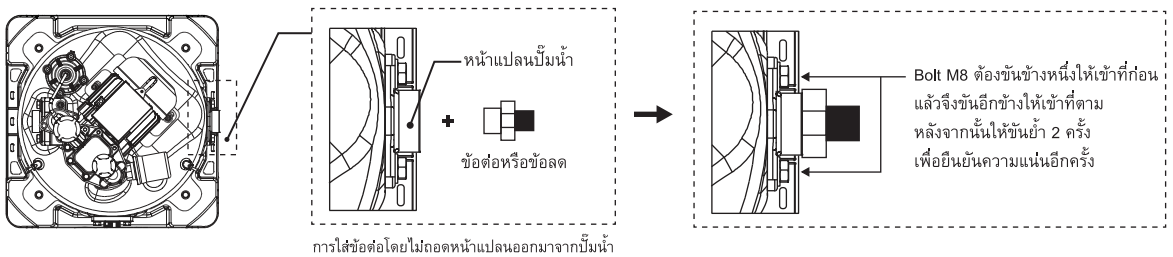 หน้าแปลนปั๊มน้ำ
ข้อต่อหรือข้อลด
การใส่ข้อต่อโดยไม่ถอดหน้าแปลนออกมาจากปั๊มน้ำ
Bolt M8 ต้องขันข้างหนึ่งให้เข้าที่ก่อน
แล้วจึงขันอีกข้างให้เข้าที่ตาม
หลังจากนั้นให้ขันย้ำ 2 ครั้ง
เพื่อยืนยันความแน่นอีกครั้ง